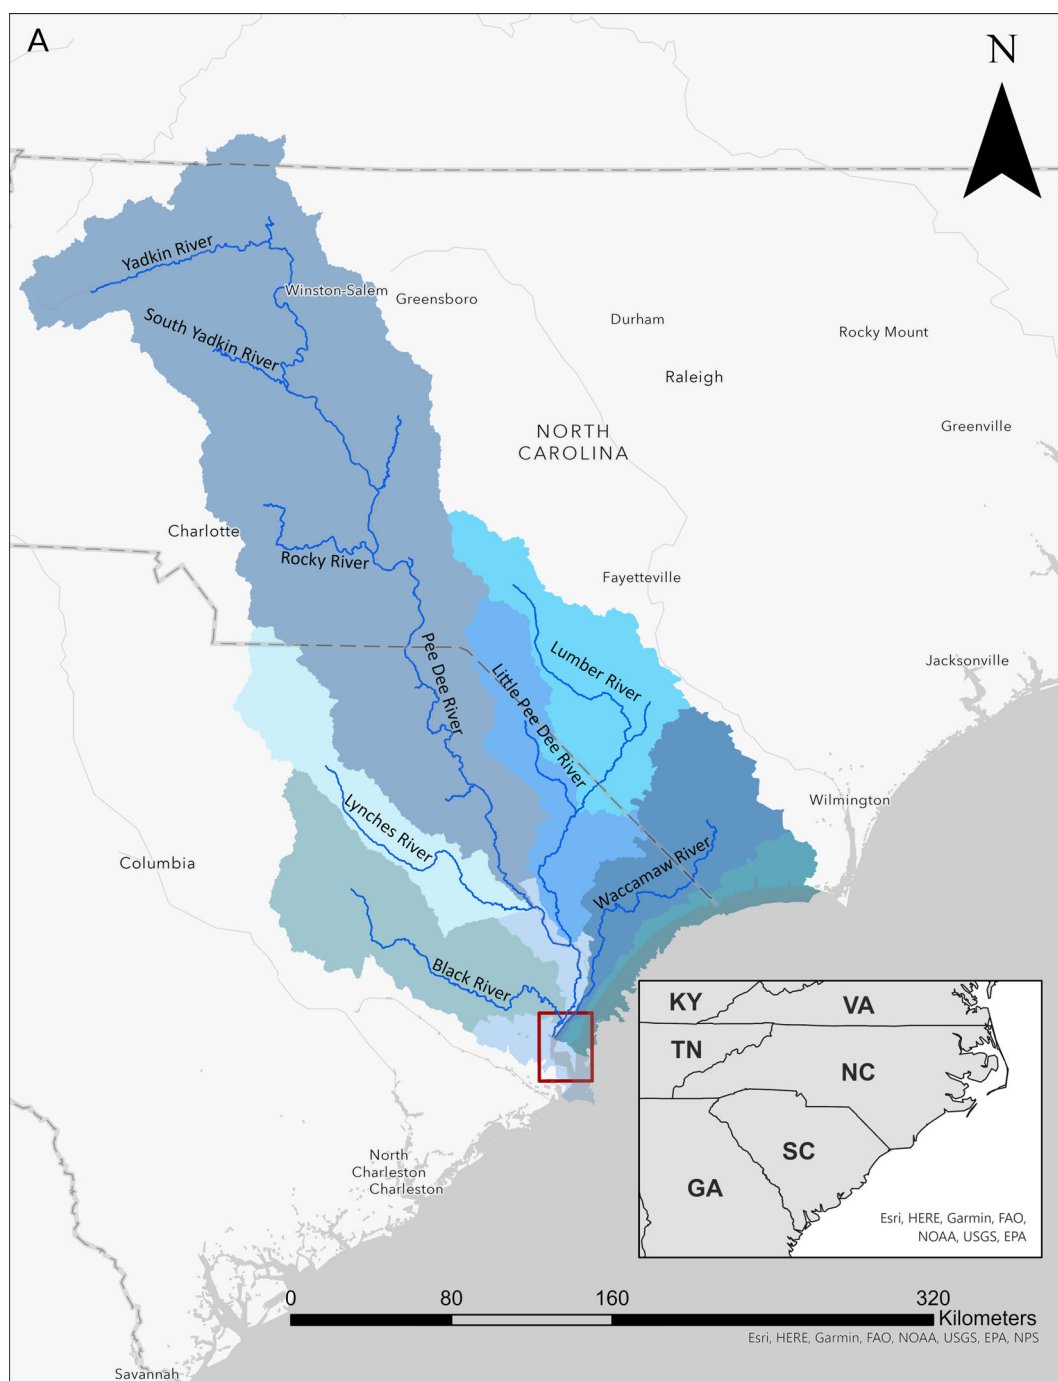 A
N
Yadkin River
Winston-Salem
Greensboro
South Yadkin River
Durham
Rocky Mount
Raleigh
Greenville
NORTH
CAROLINA
Charlotte
Rocky River
Fayetteville
Pee Dee River
Little Pee Dee River
Lumber River
Jacksonville
Lynches River
Wilmington
Columbia
Waccamaw River
Black River
KY
VA
TN
NC
SC
GA
Esri, HERE, Garmin, FAO,
NOAA, USGS, EPA
North
Charleston
Charleston
0 80 160 320
Kilometers
Esri, HERE, Garmin, FAO, NOAA, USGS, EPA, NPS
Savannah